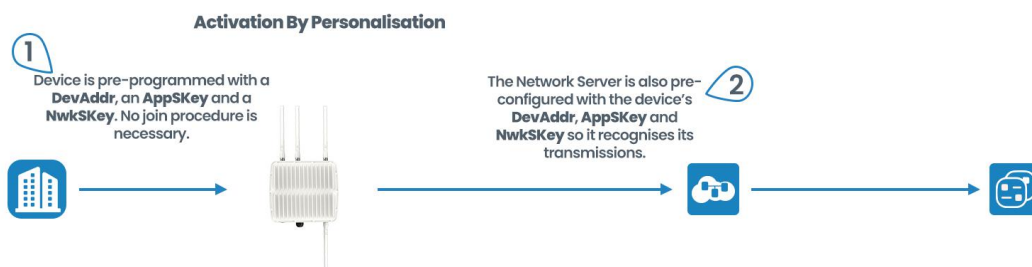 Activation By Personalisation
1
Device is pre-programmed with a
DevAddr, an AppSKey and a
NwkSKey. No join procedure is
necessary.
2
The Network Server is also pre-
configured with the device's
DevAddr, AppSKey and
NwkSKey so it recognises its
transmissions.